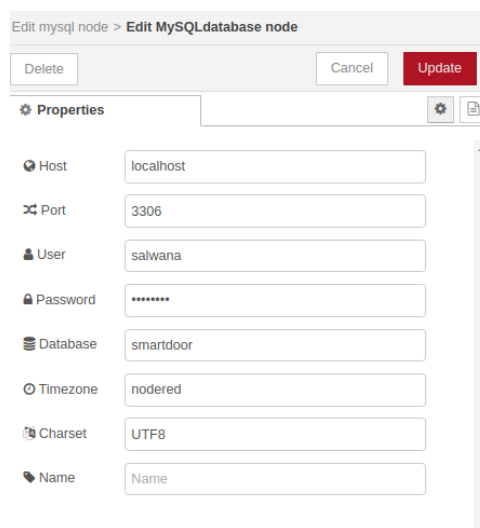 Edit mysql node > Edit MySQLdatabase node
Delete Cancel Update
Properties
Host localhost
Port 3306
User salwana
Password ••••••••
Database smartdoor
Timezone nodered
Charset UTF8
Name Name